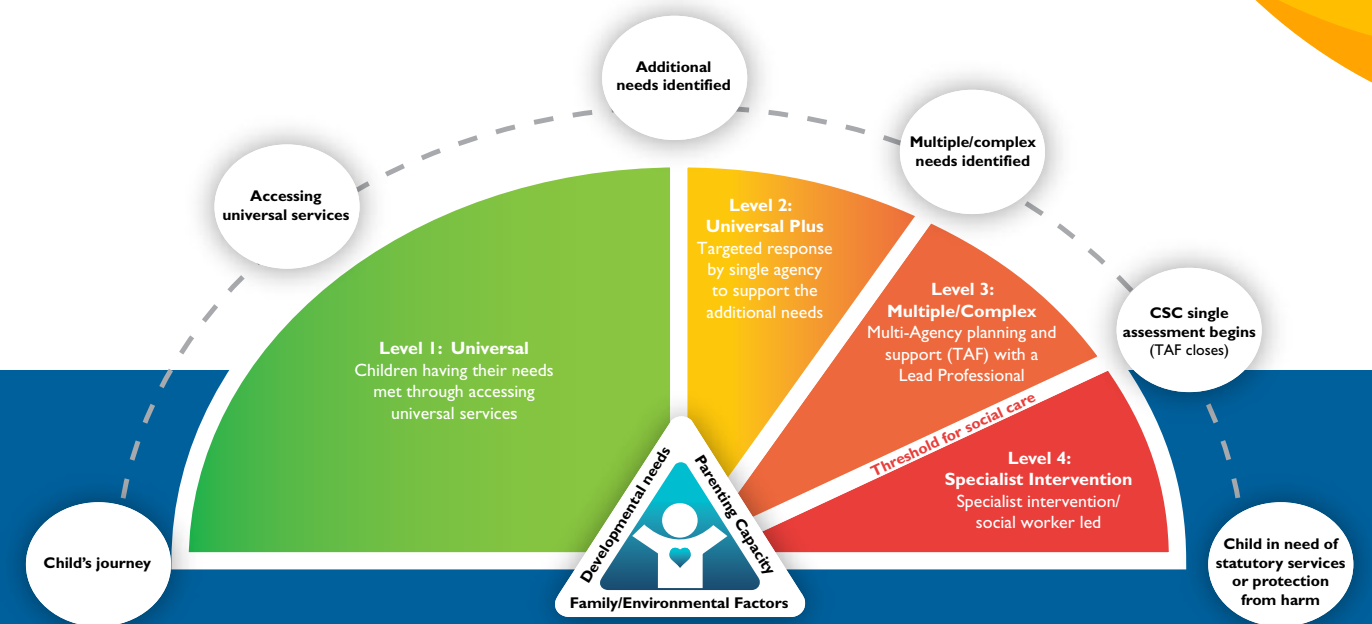 Additional
needs identified
Multiple/complex
needs identified
Accessing
universal services
Level 2:
Universal Plus
Targeted response
by single agency
to support the
additional needs
Level 3:
Multiple/Complex
Multi-Agency planning and
support (TAF) with a
Lead Professional
CSC single
assessment begins
(TAF closes)
Level 1: Universal
Children having their needs
met through accessing
universal services
Threshold for social care
Level 4:
Specialist Intervention
Specialist intervention/
social worker led
Child's journey
Developmental needs
Parenting Capacity
Family/Environmental Factors
Child in need of
statutory services
or protection
from harm